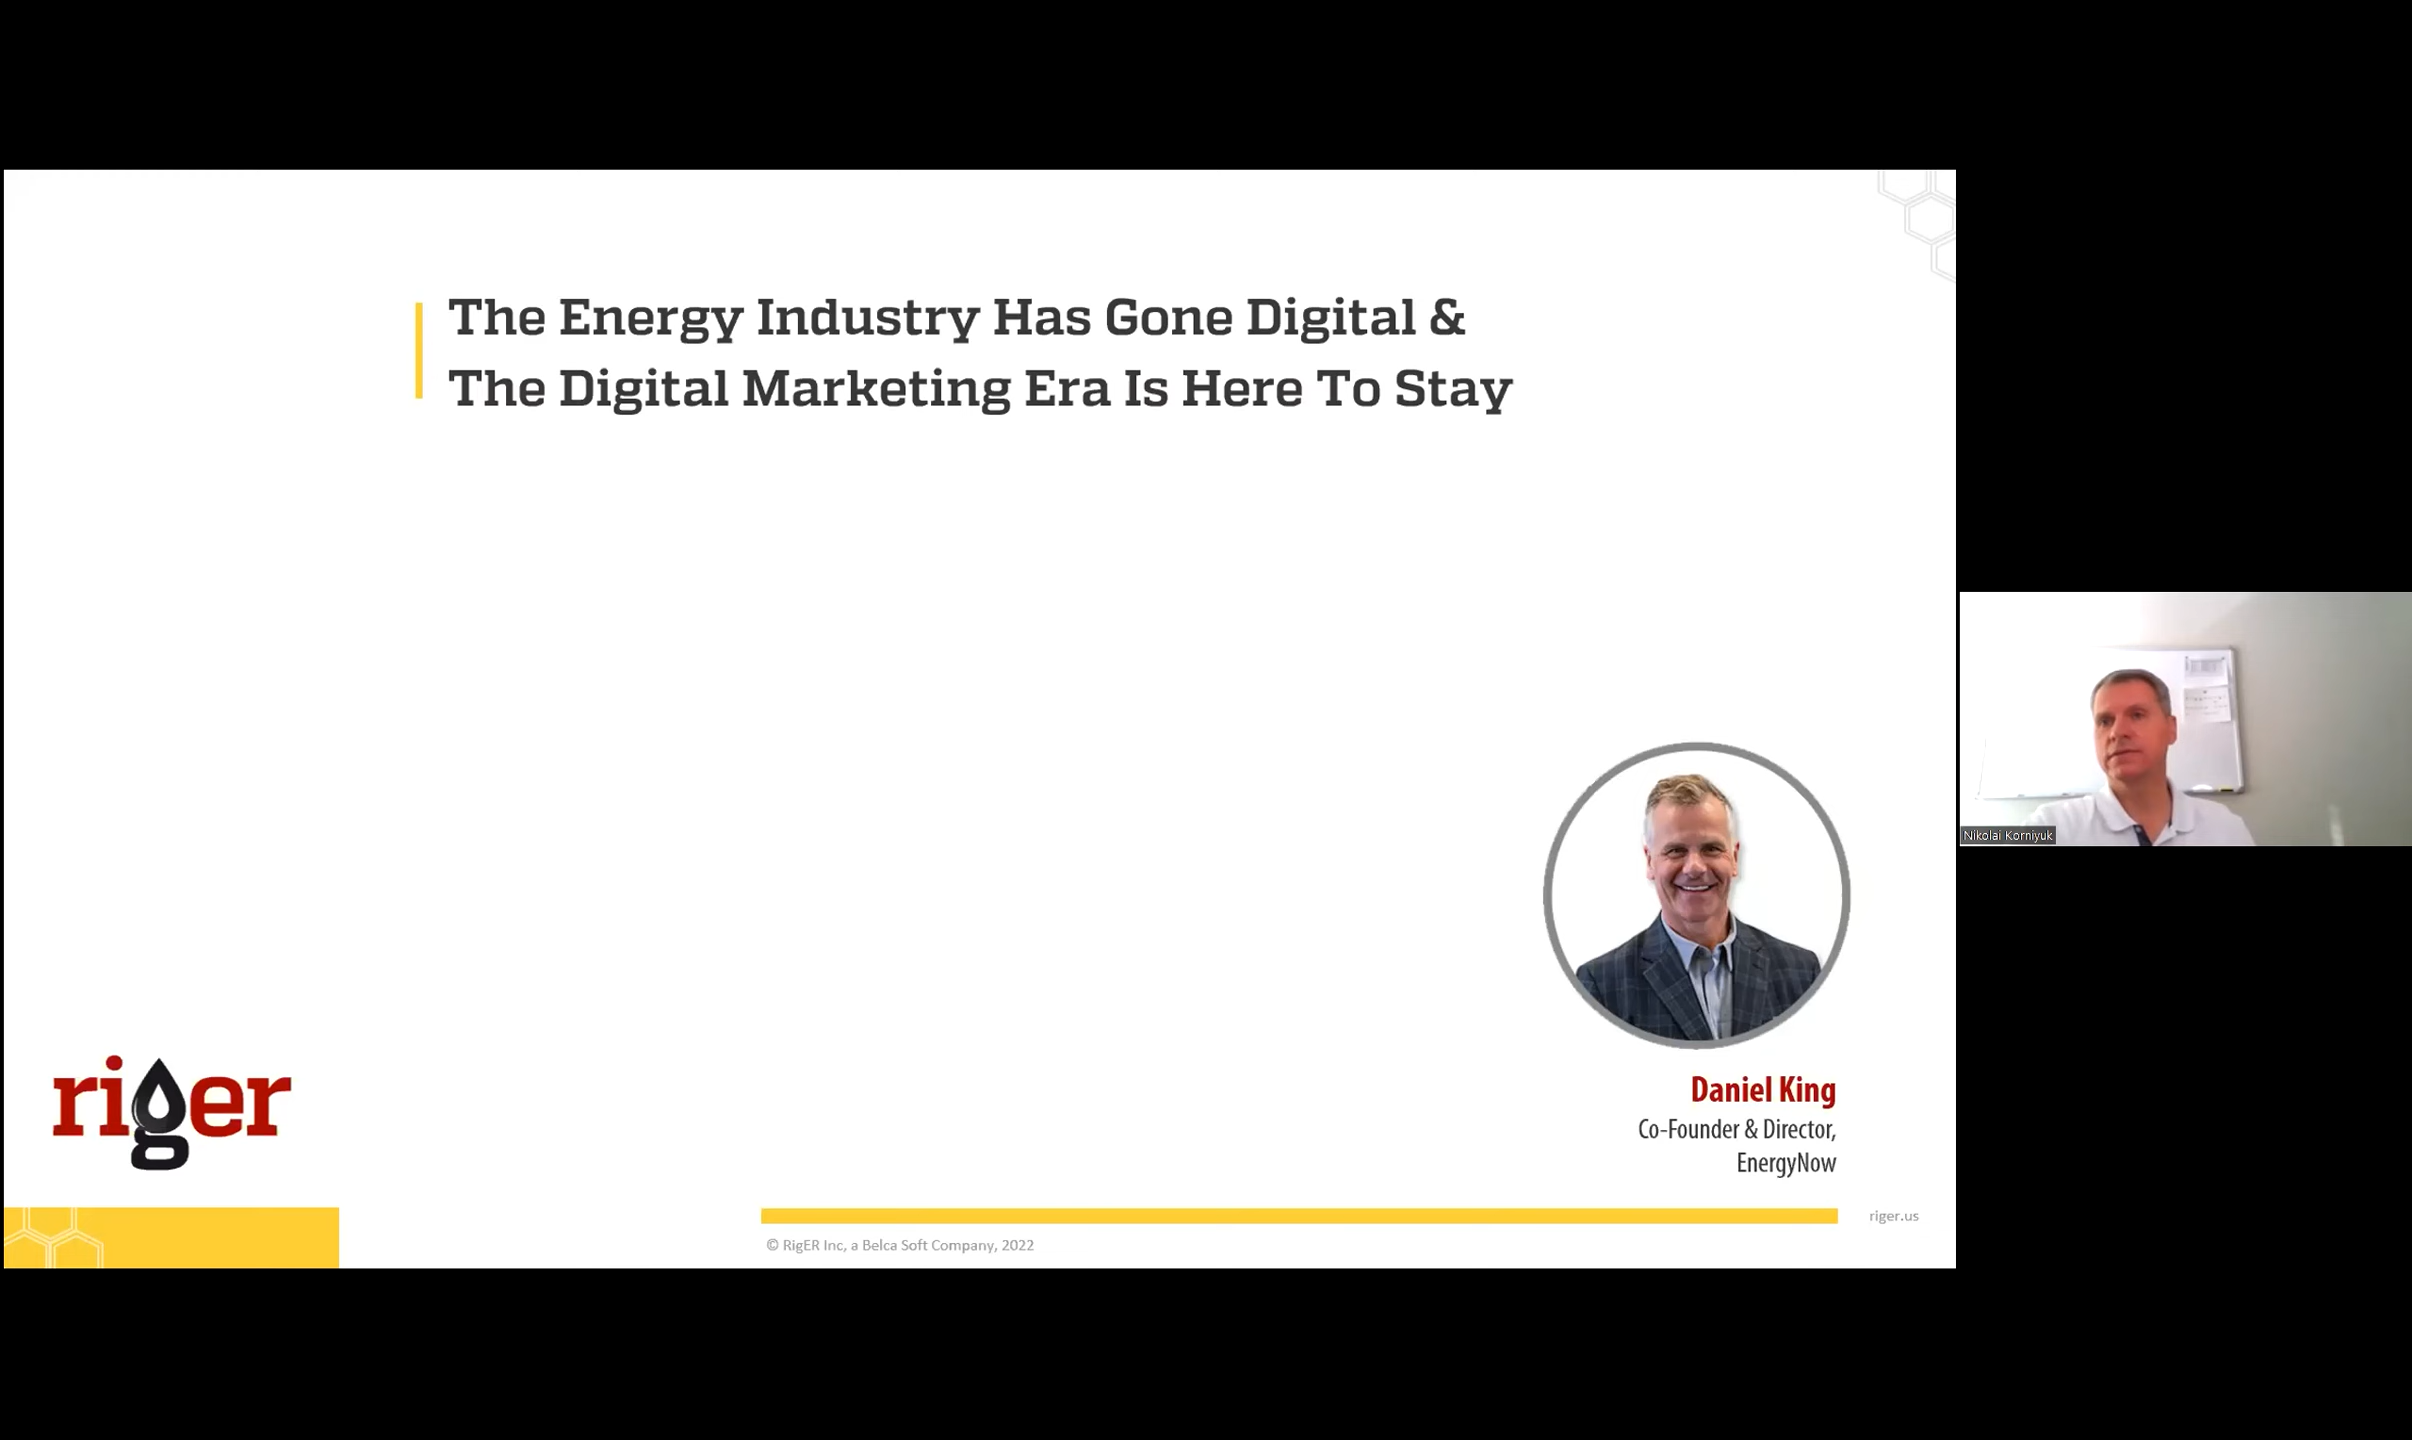 The Energy Industry Has Gone Digital &
The Digital Marketing Era Is Here To Stay
Nikolai Korniyuk
riger
Daniel King
Co-Founder & Director,
EnergyNow
riger.us
© RigER Inc, a Belca Soft Company, 2022